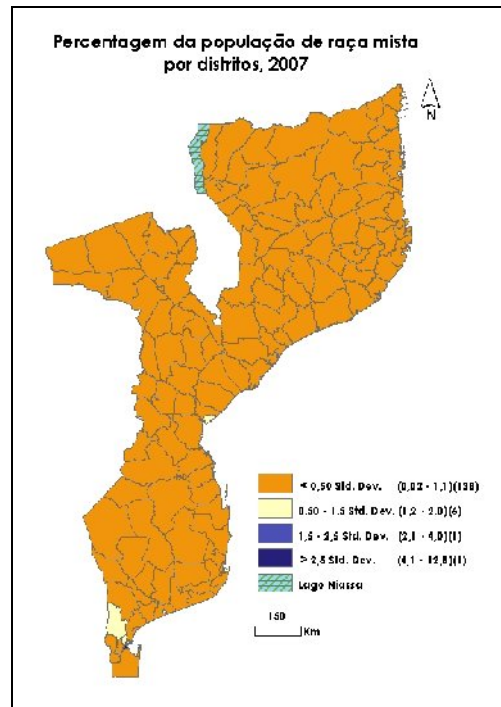 Percentagem da população de raça mista
por distritos, 2007
N
< 0,50 Std. Dev. (0,02 - 1,1)(138)
0.50 - 1.5 Std. Dev. (1,2 - 2.0)(6)
1,5 - 2,5 Std. Dev. (2,1 - 4,0)(1)
> 2,5 Std. Dev. (4,1 - 12,8)(1)
Lago Niassa
150
Km